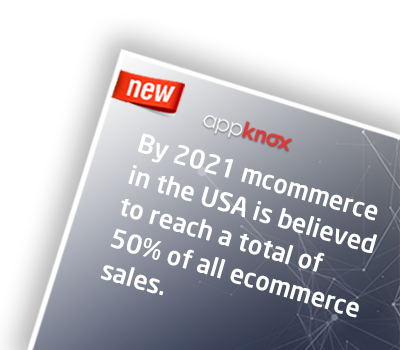 new
appknox
By 2021 mcommerce
in the USA is believed
to reach a total of
50% of all ecommerce
sales.